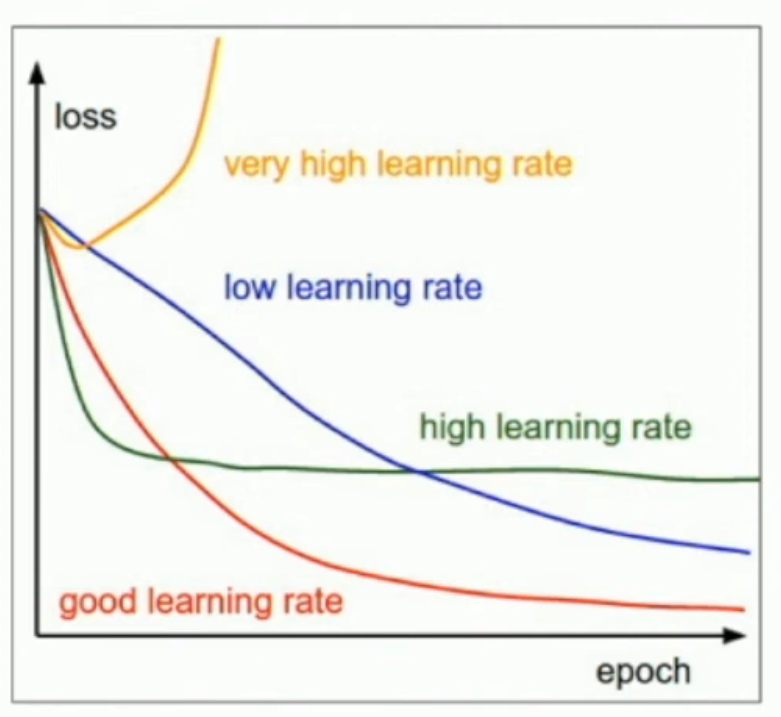 loss
very high learning rate
low learning rate
high learning rate
good learning rate
epoch